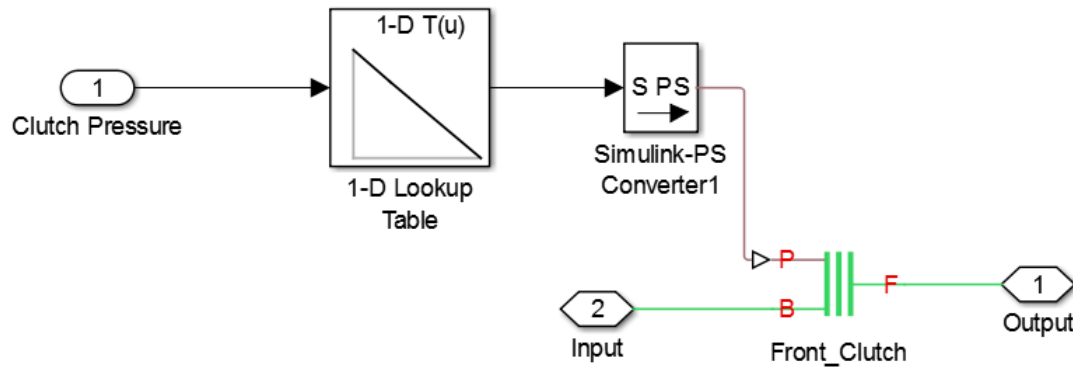 1-D T(u)
1
Clutch Pressure
1-D Lookup
Table
S PS
Simulink-PS
Converter1
P
B
F
2
Input
Front_Clutch
1
Output